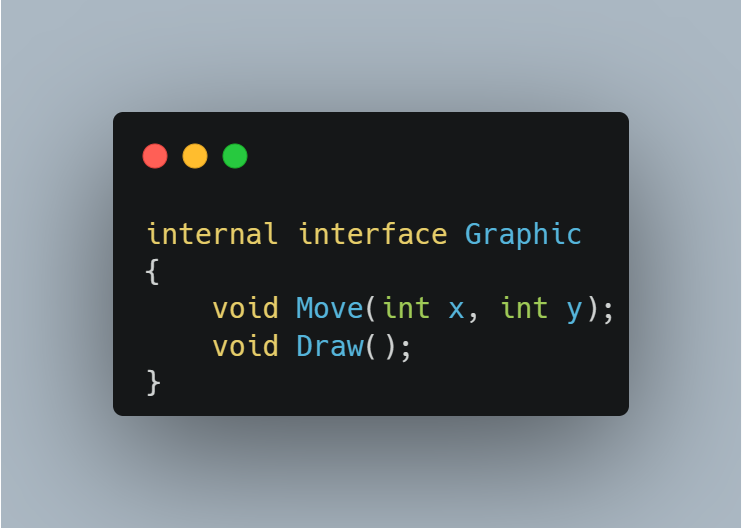 internal interface Graphic
{
    void Move(int x, int y);
    void Draw();
}